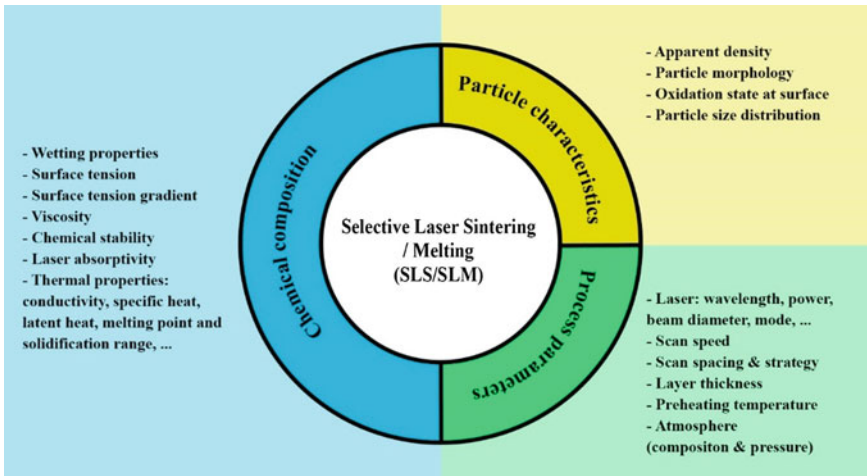 - Wetting properties
- Surface tension
- Surface tension gradient
- Viscosity
- Chemical stability
- Laser absorptivity
- Thermal properties:
conductivity, specific heat,
latent heat, melting point and
solidification range, ...
Chemical composition
Selective Laser Sintering
/ Melting
(SLS/SLM)
Particle characteristics
- Apparent density
- Particle morphology
- Oxidation state at surface
- Particle size distribution
Process parameters
- Laser: wavelength, power,
beam diameter, mode, ...
- Scan speed
- Scan spacing & strategy
- Layer thickness
- Preheating temperature
- Atmosphere
(compositon & pressure)